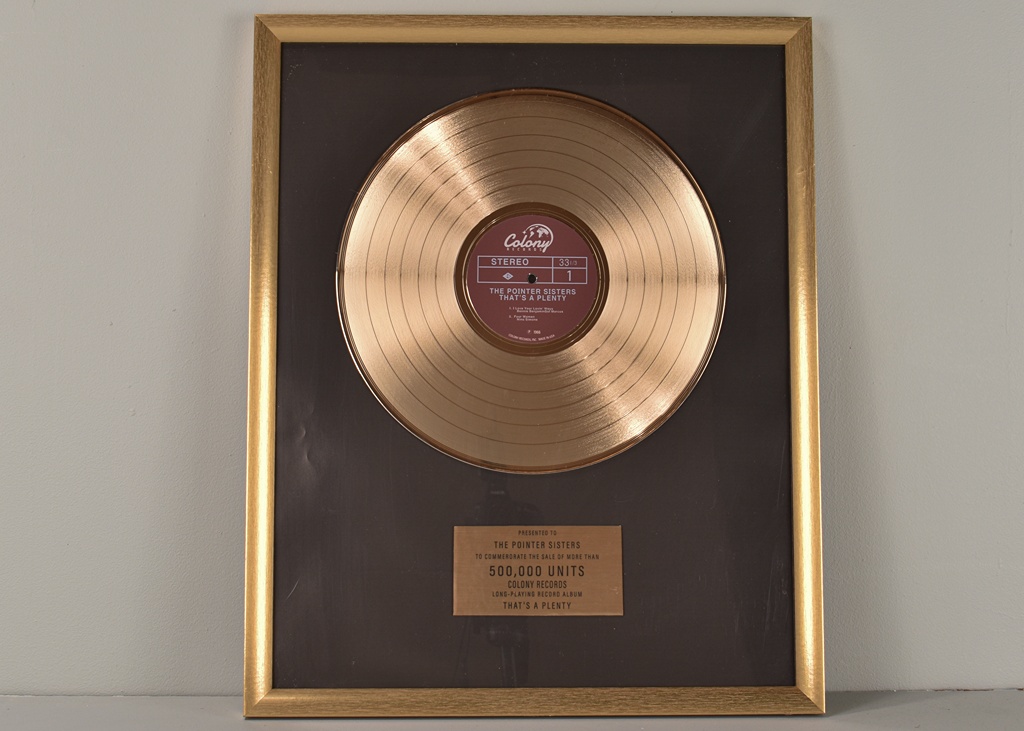 Colony
RECORDS
STEREO 33 1/3
1
THE POINTER SISTERS
THAT'S A PLENTY
PRESENTED TO
THE POINTER SISTERS
TO COMMEMORATE THE SALE OF MORE THAN
500,000 UNITS
COLONY RECORDS
LONG-PLAYING RECORD ALBUM
THAT'S A PLENTY